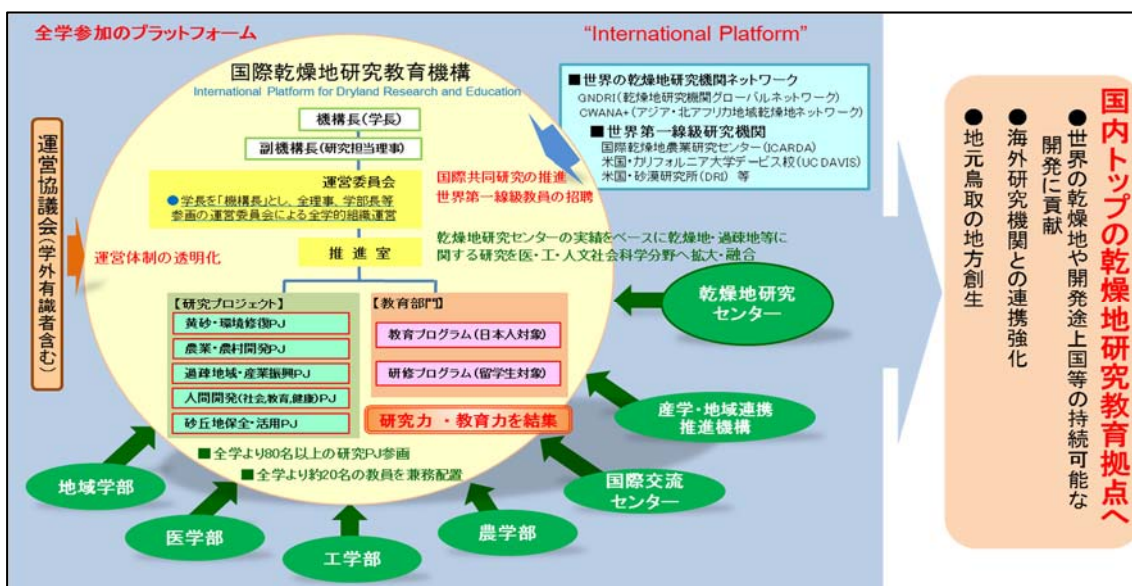 全学参加のプラットフォーム
“International Platform”
国際乾燥地研究教育機構
International Platform for Dryland Research and Education
機構長(学長)
副機構長(研究担当理事)
運営委員会
●学長を「機構長」とし、全理事、学部長等
参画の運営委員会による全学的組織運営
推進室
■世界の乾燥地研究機関ネットワーク
GNDRI(乾燥地研究機関グローバルネットワーク)
CWANA+(アジア・北アフリカ地域乾燥地ネットワーク)
■世界第一線級研究機関
国際乾燥地農業研究センター(ICARDA)
米国・カリフォルニア大学デービス校(UC DAVIS)
米国・砂漠研究所(DRI) 等
国際共同研究の推進
世界第一線級教員の招聘
乾燥地研究センターの実績をベースに乾燥地・過疎地等に
関する研究を医・工・人文社会科学分野へ拡大・融合
運営協議会(学外有識者含む)
運営体制の透明化
【研究プロジェクト】
黄砂・環境修復PJ
農業・農村開発PJ
過疎地域・産業振興PJ
人間開発(社会,教育,健康)PJ
砂丘地保全・活用PJ
【教育部門】
教育プログラム(日本人対象)
研修プログラム(留学生対象)
研究力・教育力を結集
■全学より80名以上の研究PJ参画
■全学より約20名の教員を兼務配置
地域学部
医学部
工学部
農学部
国際交流
センター
産学・地域連携
推進機構
乾燥地研究
センター
国内トップの乾燥地研究教育拠点へ
●世界の乾燥地や開発途上国等の持続可能な
開発に貢献
●海外研究機関との連携強化
●地元鳥取の地方創生